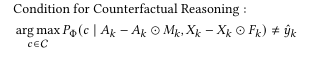 Condition for Counterfactual Reasoning :
arg max P_Φ(c | A_k − A_k ⊙ M_k, X_k − X_k ⊙ F_k) ≠ ŷ_k
c∈C